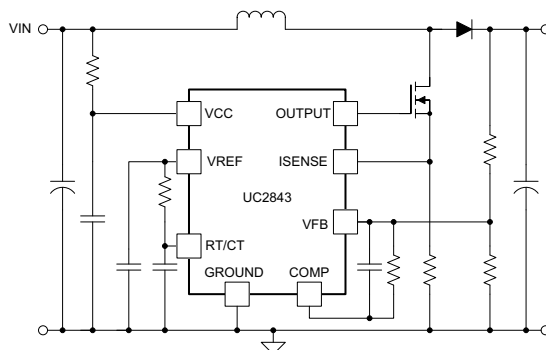 VIN
VCC
OUTPUT
VREF
ISENSE
UC2843
VFB
RT/CT
GROUND
COMP